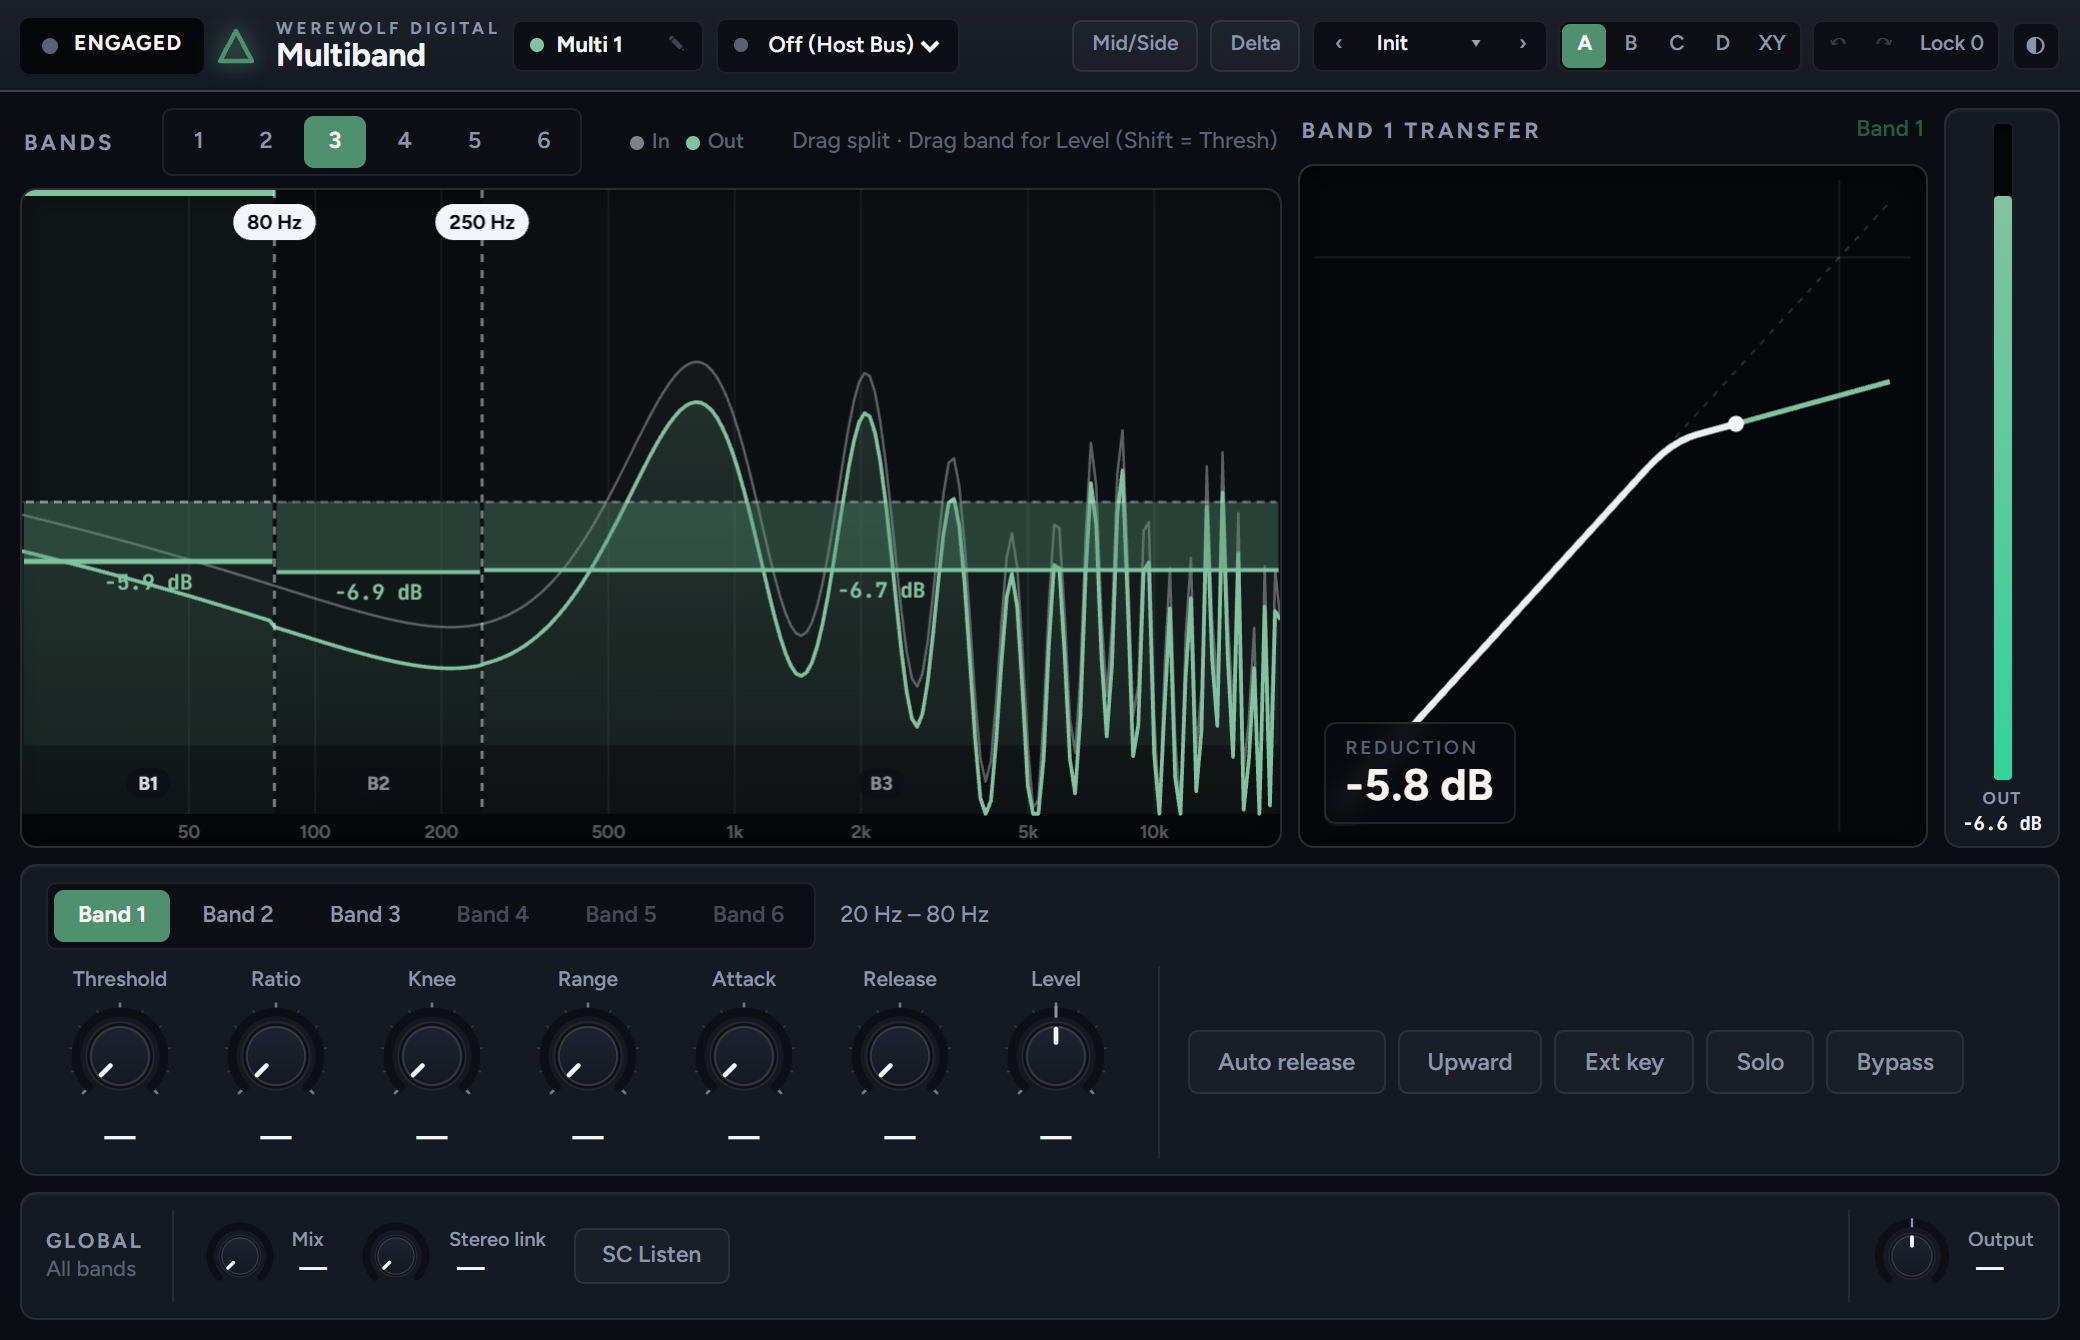 ENGAGED
WEREWOLF DIGITAL
Multiband
Multi 1
Off (Host Bus)
Mid/Side
Delta
Init
A B C D XY
Lock 0
BANDS
1 2 3 4 5 6
In Out
Drag split · Drag band for Level (Shift = Thresh)
BAND 1 TRANSFER
Band 1
80 Hz
250 Hz
-5.9 dB
-6.9 dB
-6.7 dB
B1
B2
B3
50 100 200 500 1k 2k 5k 10k
REDUCTION
-5.8 dB
OUT
-6.6 dB
Band 1 Band 2 Band 3 Band 4 Band 5 Band 6
20 Hz – 80 Hz
Threshold Ratio Knee Range Attack Release Level
— — — — — — —
Auto release
Upward
Ext key
Solo
Bypass
GLOBAL
All bands
Mix
—
Stereo link
—
SC Listen
Output
—